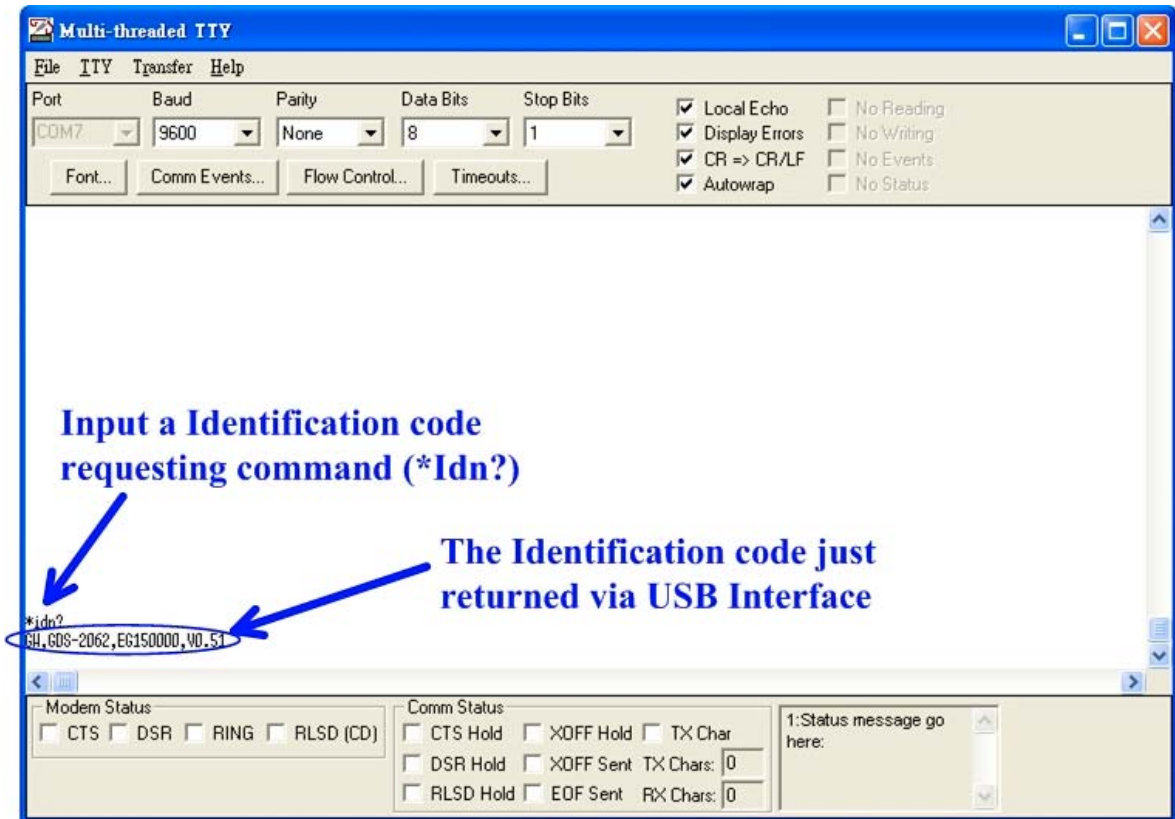 Multi-threaded TTY
File TTY Transfer Help
Port Baud Parity Data Bits Stop Bits
COM7 9600 None 8 1
Font... Comm Events... Flow Control... Timeouts...
Local Echo No Reading
Display Errors No Writing
CR => CR/LF No Events
Autowrap No Status
Input a Identification code
requesting command (*Idn?)
The Identification code just
returned via USB Interface
*idn?
GW,GDS-2062,EG150000,V0.51
Modem Status
CTS DSR RING RLSD (CD)
Comm Status
CTS Hold XOFF Hold TX Char
DSR Hold XOFF Sent TX Chars: 0
RLSD Hold EOF Sent RX Chars: 0
1:Status message go
here: